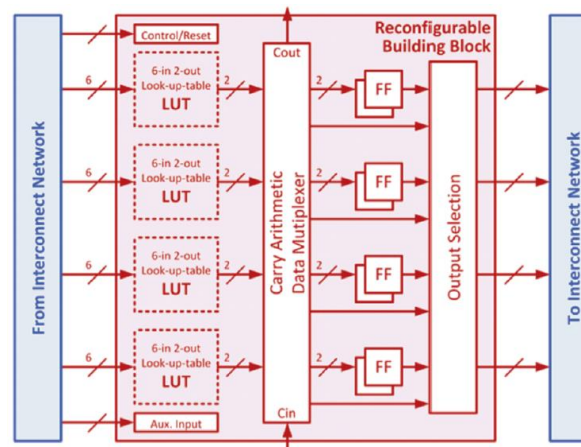 From Interconnect Network
Control/Reset
Reconfigurable
Building Block
Cout
6
6-in 2-out
Look-up-table
LUT
2
2
FF
6
6-in 2-out
Look-up-table
LUT
2
2
FF
6
6-in 2-out
Look-up-table
LUT
2
2
FF
6
6-in 2-out
Look-up-table
LUT
2
2
FF
Carry Arithmetic
Data Mutiplexer
Output Selection
Aux. Input
Cin
To Interconnect Network